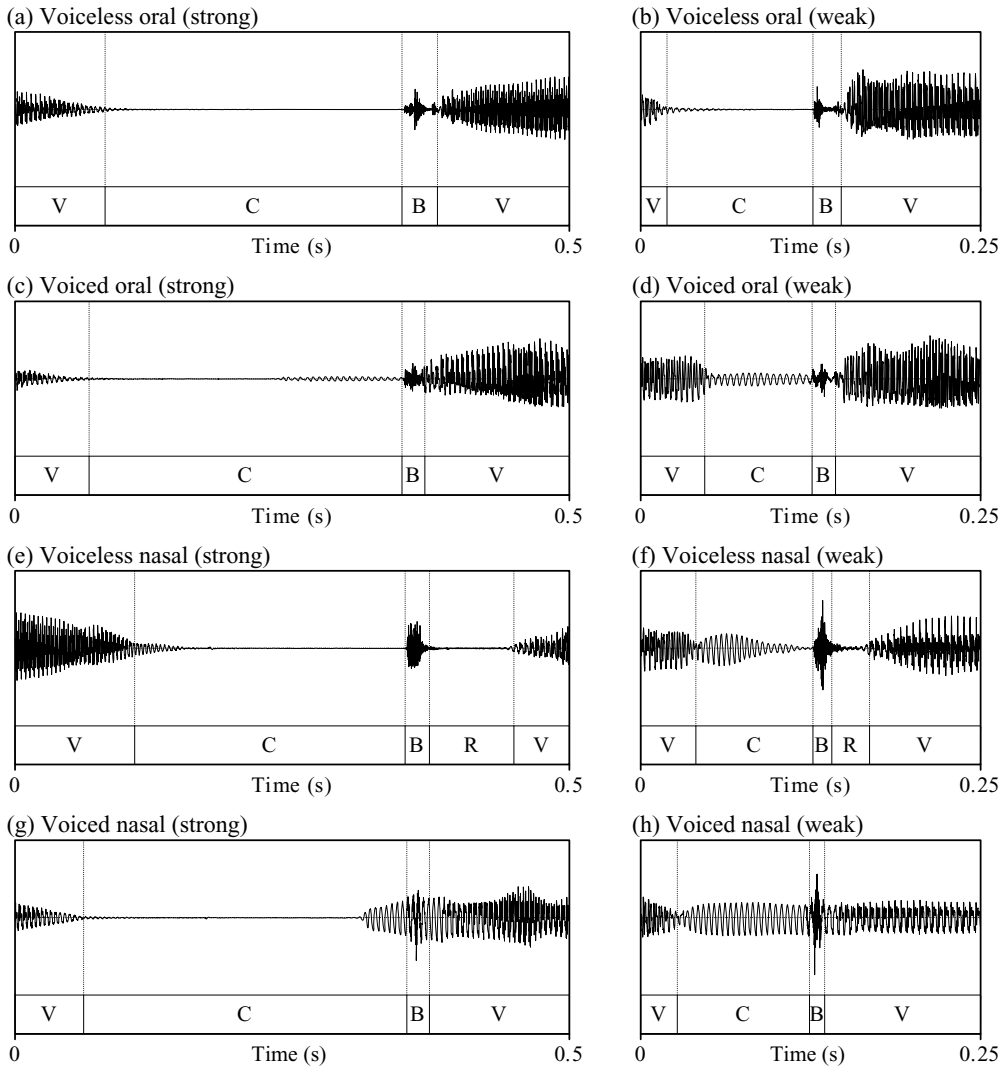 (a) Voiceless oral (strong)
V C B V
0 Time (s) 0.5
(b) Voiceless oral (weak)
V C B V
0 Time (s) 0.25
(c) Voiced oral (strong)
V C B V
0 Time (s) 0.5
(d) Voiced oral (weak)
V C B V
0 Time (s) 0.25
(e) Voiceless nasal (strong)
V C B R V
0 Time (s) 0.5
(f) Voiceless nasal (weak)
V C B R V
0 Time (s) 0.25
(g) Voiced nasal (strong)
V C B V
0 Time (s) 0.5
(h) Voiced nasal (weak)
V C B V
0 Time (s) 0.25